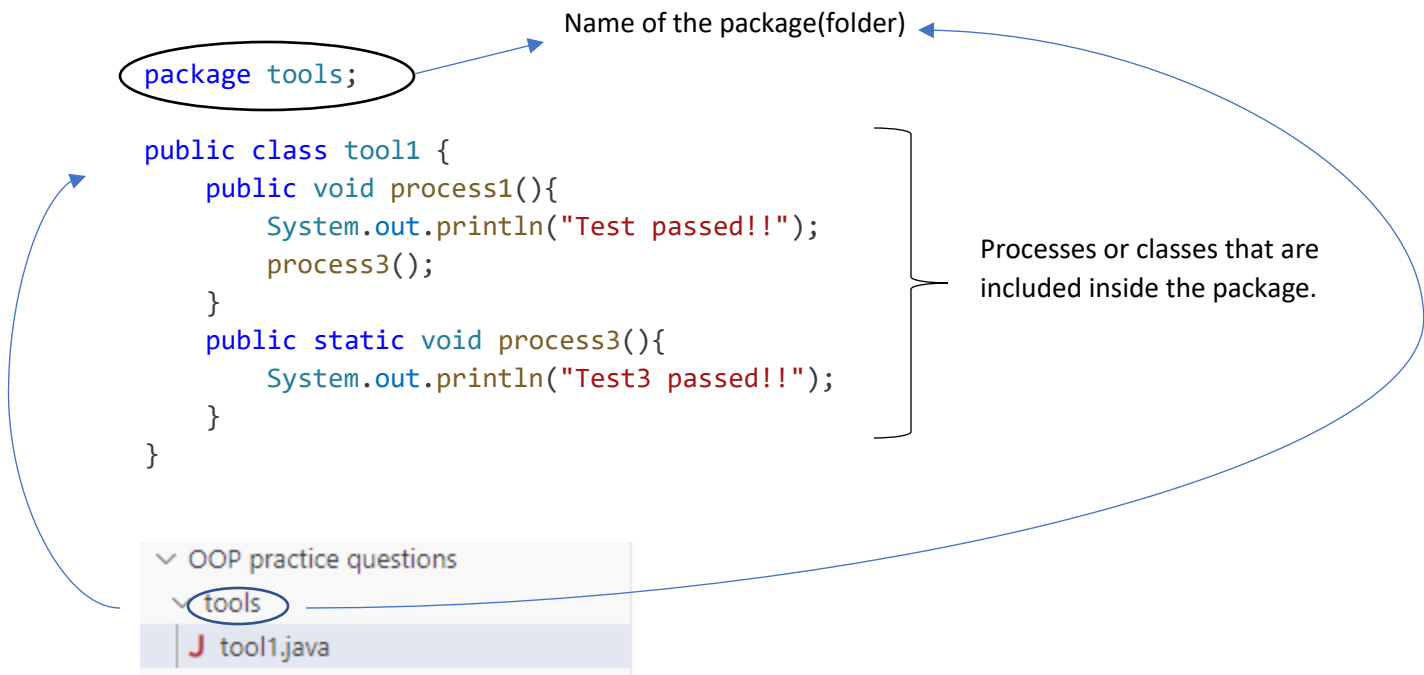 Name of the package(folder)
package tools;
public class tool1 {
    public void process1(){
        System.out.println("Test passed!!");
        process3();
    }
    public static void process3(){
        System.out.println("Test3 passed!!");
    }
}
Processes or classes that are
included inside the package.
OOP practice questions
tools
J tool1.java